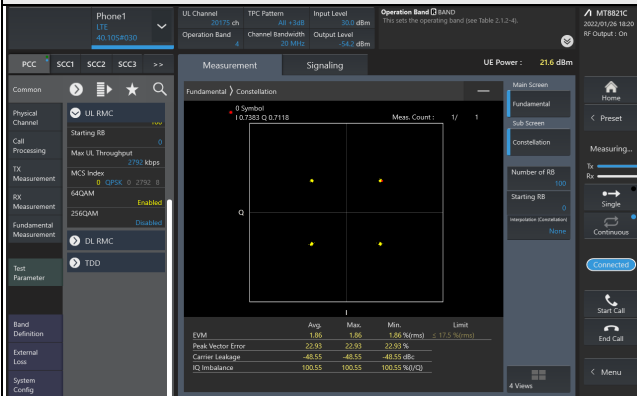 Phone1
LTE
40.105#030
UL Channel
20175 ch
TPC Pattern
All +3dB
Input Level
30.0 dBm
Operation Band
4
Channel Bandwidth
20 MHz
Output Level
-54.2 dBm
Operation Band BAND
This sets the operating band (see Table 2.1.2-4).
MT8821C
2022/01/26 18:20
RF Output : On
PCC
SCC1
SCC2
SCC3
>>
Measurement
Signaling
UE Power : 21.6 dBm
Common
Physical
Channel
Call
Processing
TX
Measurement
RX
Measurement
Fundamental
Measurement
Test
Parameter
Band
Definition
External
Loss
System
Config
UL RMC
100
Starting RB
0
Max UL Throughput
2792 kbps
MCS Index
0 QPSK 0 2792 8
64QAM
Enabled
256QAM
Disabled
DL RMC
TDD
Fundamental ❭ Constellation
0 Symbol
I 0.7383 Q 0.7118
Meas. Count : 1/ 1
Q
I
Avg. Max. Min. Limit
EVM 1.86 1.86 1.86 %(rms) ≤ 17.5 %(rms)
Peak Vector Error 22.93 22.93 22.93 %
Carrier Leakage -48.55 -48.55 -48.55 dBc
IQ Imbalance 100.55 100.55 100.55 %(I/Q)
Main Screen
Fundamental
Sub Screen
Constellation
Number of RB
100
Starting RB
0
Interpolation (Constellation)
None
4 Views
Home
< Preset
Measuring...
Tx
Rx
Single
Continuous
Connected
Start Call
End Call
< Menu